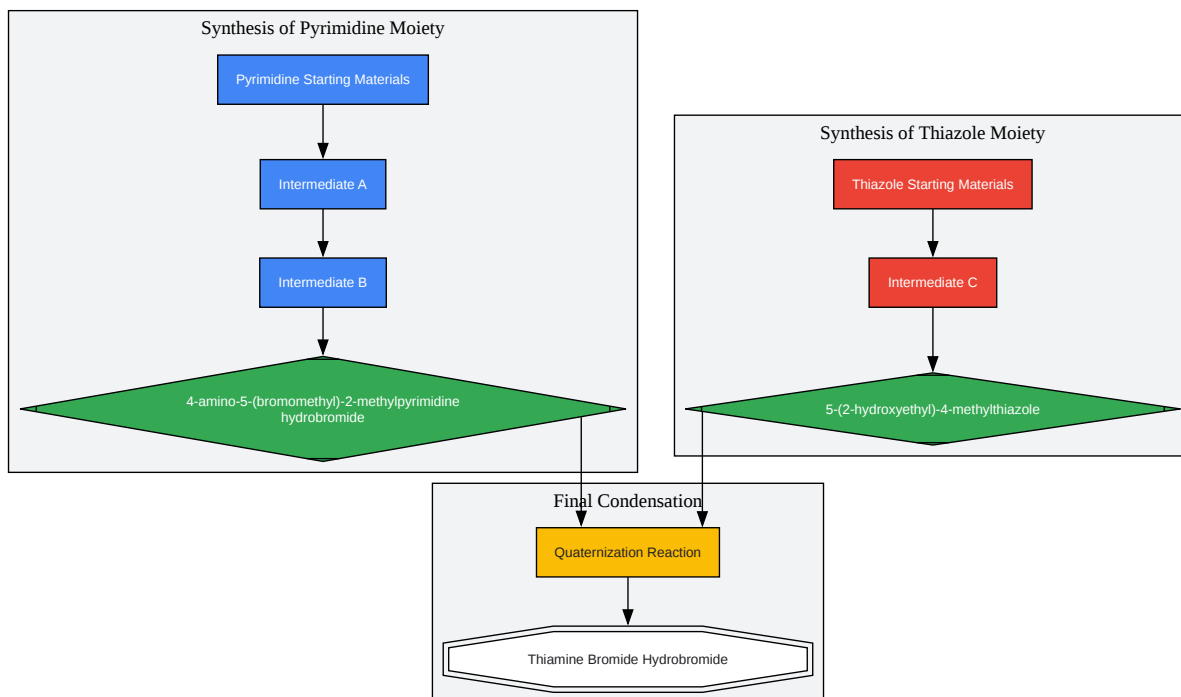 Synthesis of Pyrimidine Moiety
Pyrimidine Starting Materials
Intermediate A
Intermediate B
4-amino-5-(bromomethyl)-2-methylpyrimidine
hydrobromide
Synthesis of Thiazole Moiety
Thiazole Starting Materials
Intermediate C
5-(2-hydroxyethyl)-4-methylthiazole
Final Condensation
Quaternization Reaction
Thiamine Bromide Hydrobromide